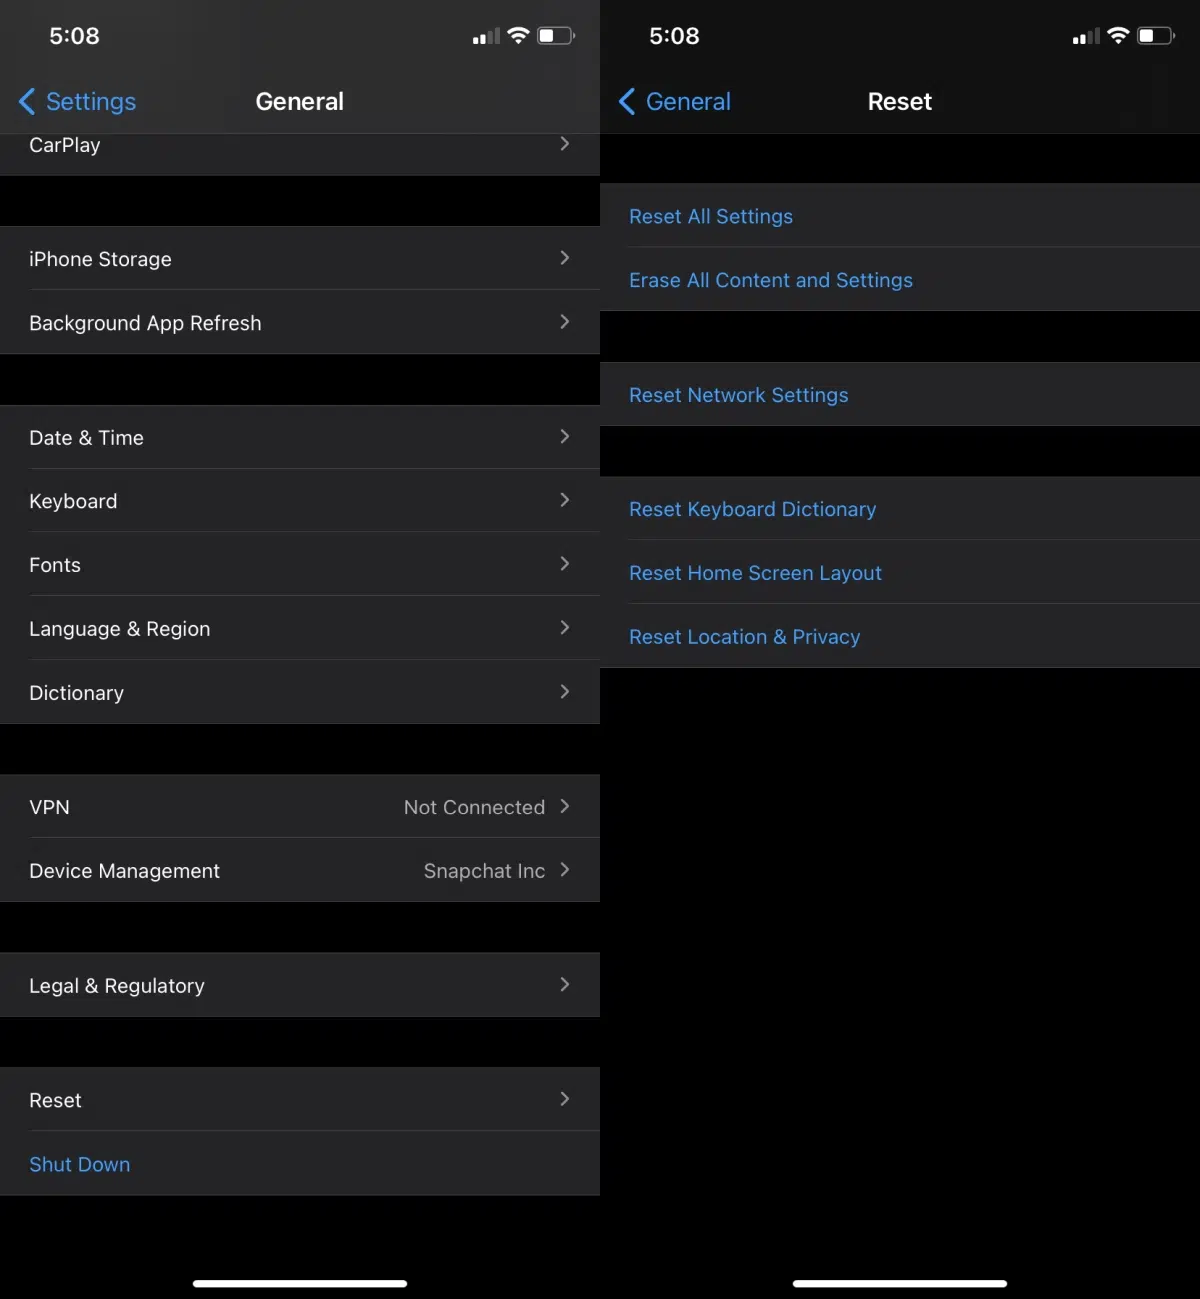 5:08
Settings
General
CarPlay
iPhone Storage
Background App Refresh
Date & Time
Keyboard
Fonts
Language & Region
Dictionary
VPN Not Connected
Device Management Snapchat Inc
Legal & Regulatory
Reset
Shut Down
5:08
General
Reset
Reset All Settings
Erase All Content and Settings
Reset Network Settings
Reset Keyboard Dictionary
Reset Home Screen Layout
Reset Location & Privacy